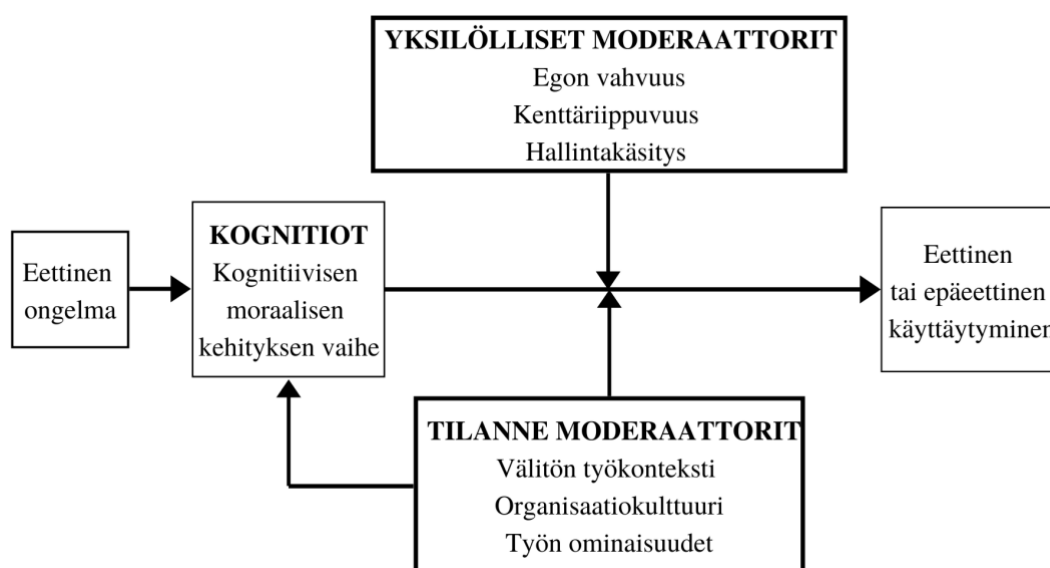 YKSILÖLLISET MODERAATTORIT
Egon vahvuus
Kenttäriippuvuus
Hallintakäsitys
Eettinen
ongelma
KOGNITIOT
Kognitiivisen
moraalisen
kehityksen vaihe
Eettinen
tai epäeettinen
käyttäytyminen
TILANNE MODERAATTORIT
Välitön työkonteksti
Organisaatiokulttuuri
Työn ominaisuudet